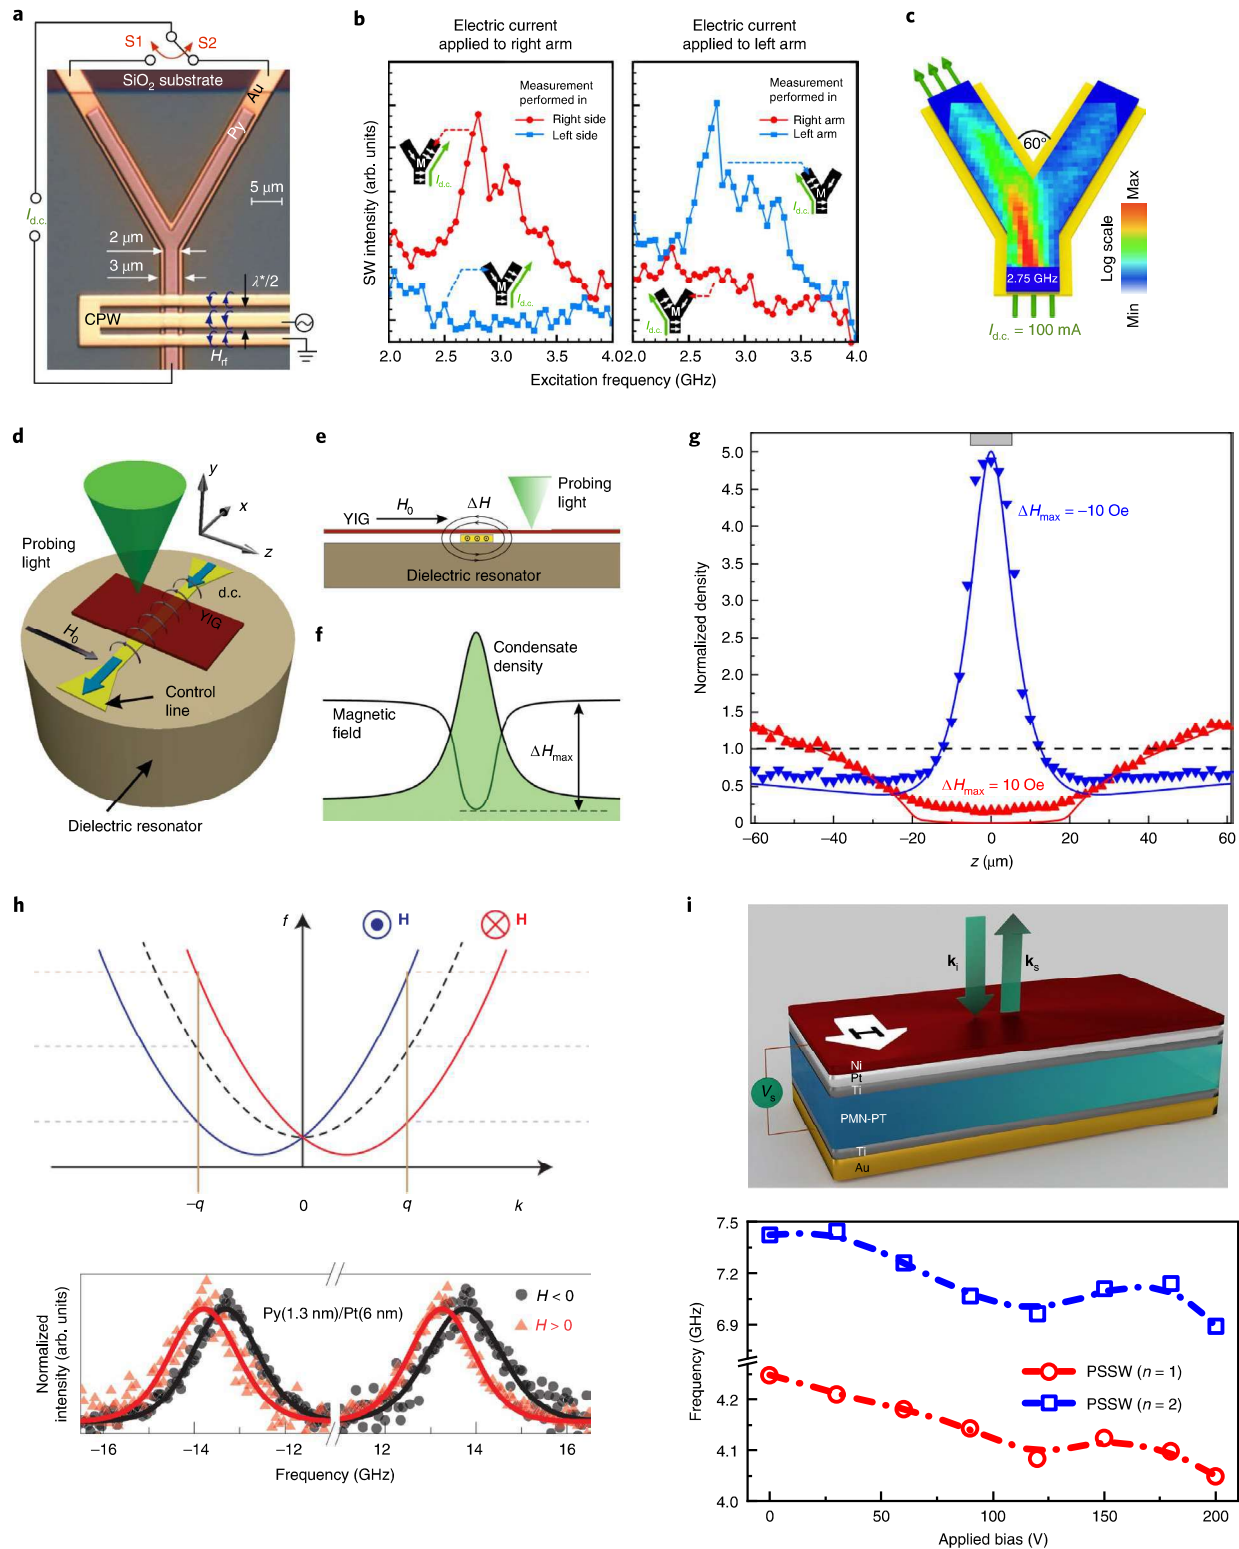 a
S1
S2
SiO2 substrate
Au
Py
5 μm
Id.c.
2 μm
3 μm
λ*/2
CPW
Hrf
b
Electric current
applied to right arm
Electric current
applied to left arm
Measurement
performed in
Right side
Left side
Measurement
performed in
Right arm
Left arm
M
Id.c.
M
Id.c.
M
Id.c.
M
Id.c.
SW intensity (arb. units)
2.0 2.5 3.0 3.5 4.0 2.0 2.5 3.0 3.5 4.0
Excitation frequency (GHz)
c
60°
2.75 GHz
Id.c. = 100 mA
Max
Log scale
Min
d
y
x
z
Probing
light
d.c.
YIG
H0
Control
line
Dielectric resonator
e
Probing
light
H0
ΔH
YIG
Dielectric resonator
f
Condensate
density
Magnetic
field
ΔHmax
g
5.0
4.5
4.0
3.5
3.0
2.5
2.0
1.5
1.0
0.5
0
Normalized density
ΔHmax = −10 Oe
ΔHmax = 10 Oe
−60 −40 −20 0 20 40 60
z (μm)
h
f
H
H
−q 0 q k
Normalized
intensity (arb. units)
Py(1.3 nm)/Pt(6 nm)
H < 0
H > 0
−16 −14 −12 12 14 16
Frequency (GHz)
i
ki
ks
H
Ni
Pt
Ti
Vs
PMN-PT
Ti
Au
7.5
7.2
6.9
4.2
4.1
4.0
Frequency (GHz)
PSSW (n = 1)
PSSW (n = 2)
0 50 100 150 200
Applied bias (V)